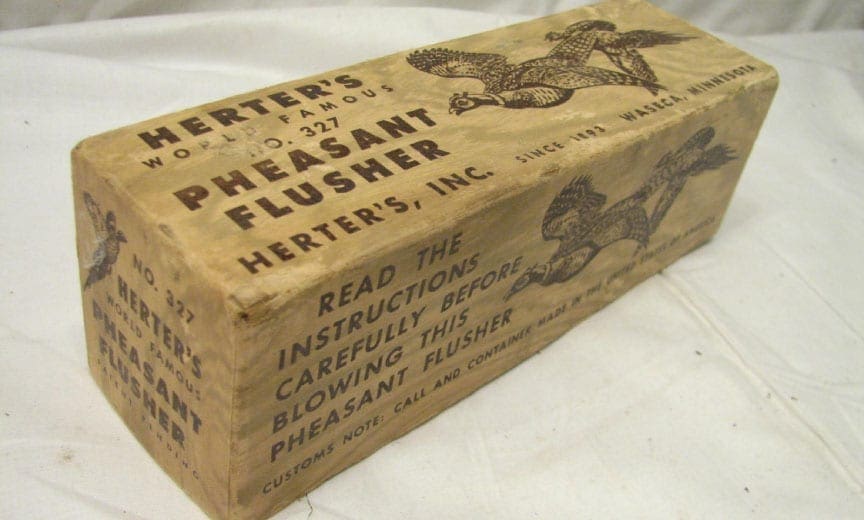 HERTER'S
WORLD FAMOUS
NO. 327
PHEASANT
FLUSHER
HERTER'S, INC. SINCE 1893 WASECA, MINNESOTA
READ THE
INSTRUCTIONS
CAREFULLY BEFORE
BLOWING THIS
PHEASANT FLUSHER
CUSTOMS NOTE: CALL AND CONTAINER MADE IN THE UNITED STATES OF AMERICA
NO. 327
HERTER'S
WORLD FAMOUS
PHEASANT
FLUSHER
PATENT PENDING